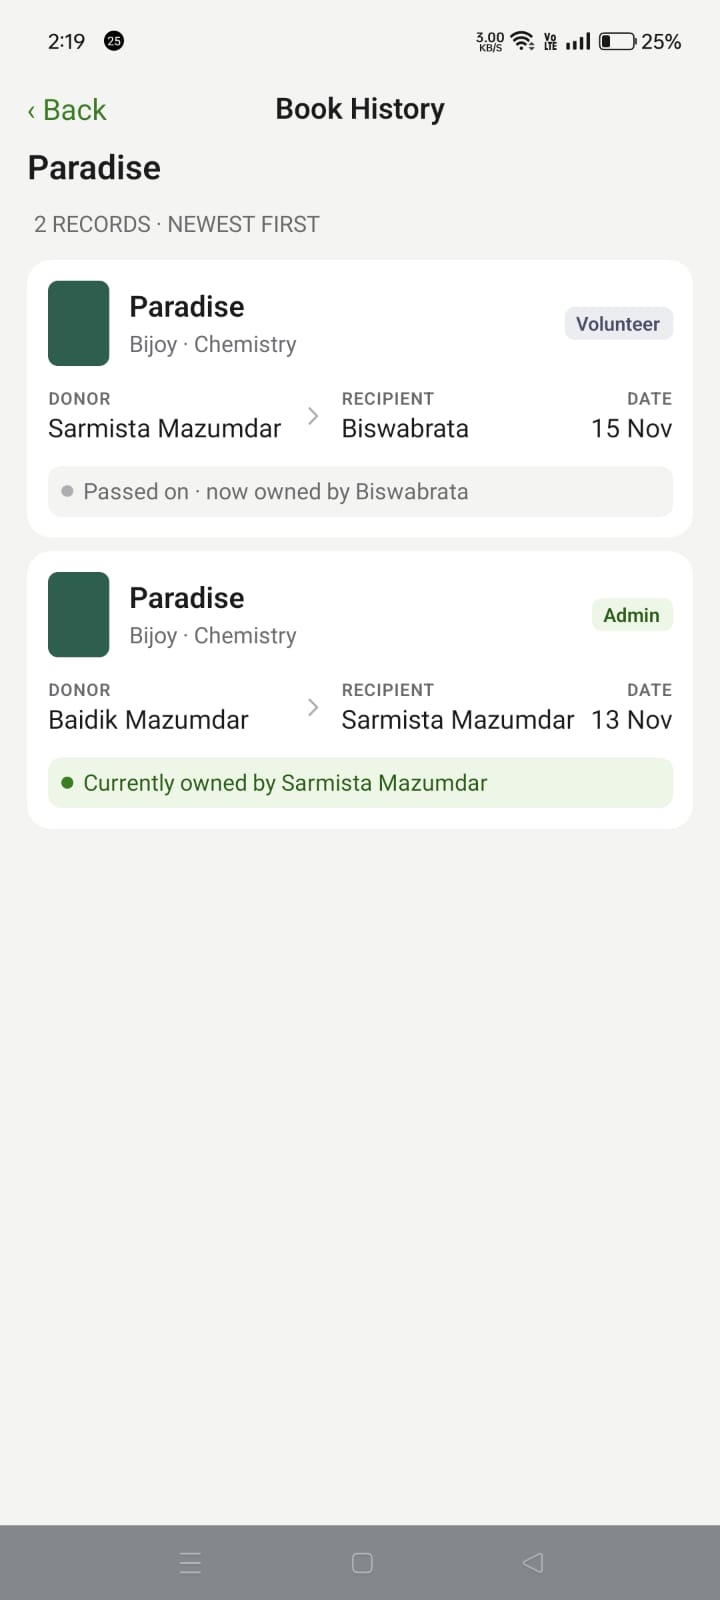 2:19 25 3.00 KB/S Vo LTE 25%
‹ Back Book History
Paradise
2 RECORDS · NEWEST FIRST
Paradise
Bijoy · Chemistry
Volunteer
DONOR RECIPIENT DATE
Sarmista Mazumdar Biswabrata 15 Nov
Passed on · now owned by Biswabrata
Paradise
Bijoy · Chemistry
Admin
DONOR RECIPIENT DATE
Baidik Mazumdar Sarmista Mazumdar 13 Nov
Currently owned by Sarmista Mazumdar